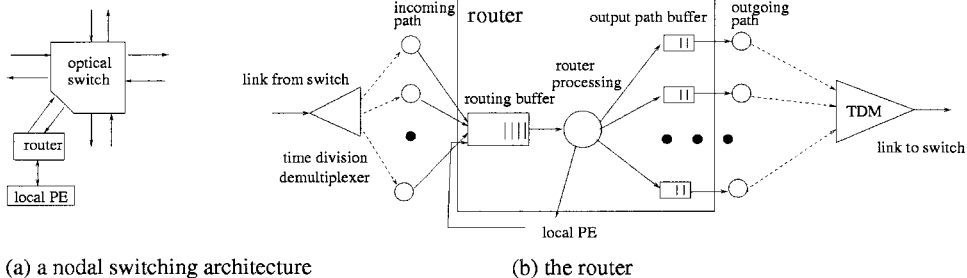 optical
switch
router
local PE
(a) a nodal switching architecture
link from switch
time division
demultiplexer
incoming
path
router
routing buffer
router
processing
output path buffer
outgoing
path
TDM
link to switch
local PE
(b) the router